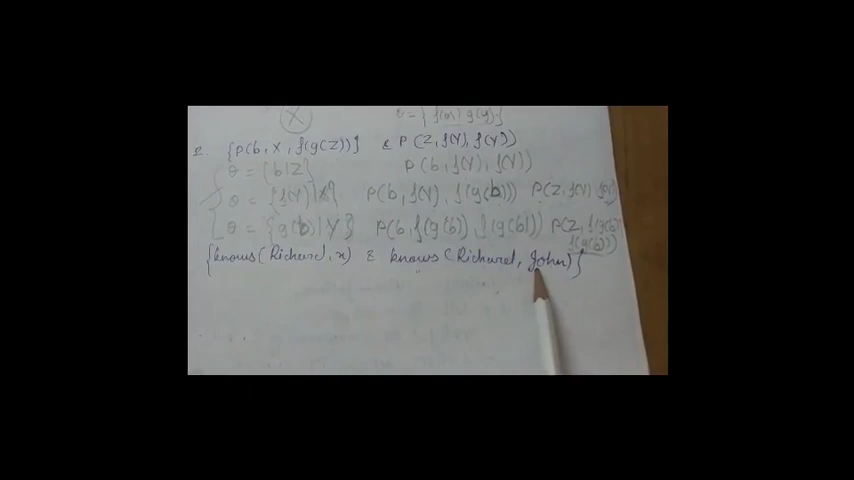 θ = { f(x) | g(y) }
X
2. {P(b, X, f(g(Z)))} & P(Z, f(Y), f(Y))
θ = {b|Z} P(b, f(Y), f(Y))
θ = {f(Y)|X} P(b, f(Y), f(g(b))) P(Z, f(Y) f(Y)
θ = {g(b)|Y} P(b, f(g(b)), f(g(b)) P(Z, f(g(b))
f(g(b)))
{knows(Richard, x) & knows(Richard, John)}